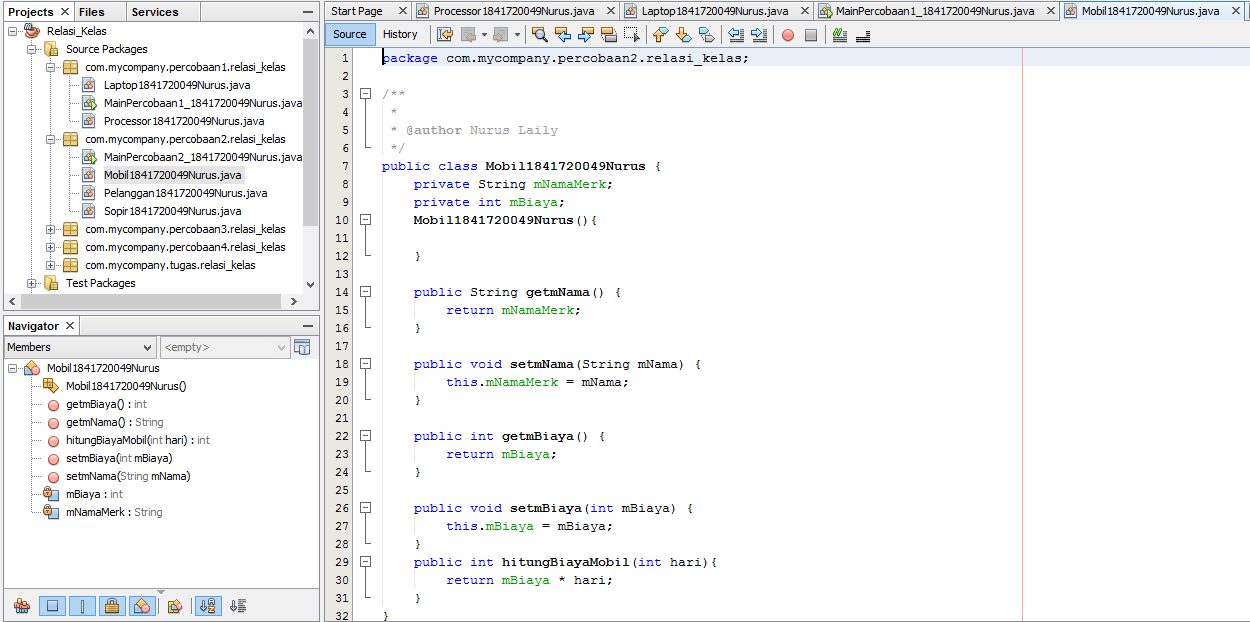 Projects Files Services
Relasi_Kelas
Source Packages
com.mycompany.percobaan1.relasi_kelas
Laptop1841720049Nurus.java
MainPercobaan1_1841720049Nurus.java
Processor1841720049Nurus.java
com.mycompany.percobaan2.relasi_kelas
MainPercobaan2_1841720049Nurus.java
Mobil1841720049Nurus.java
Pelanggan1841720049Nurus.java
Sopir1841720049Nurus.java
com.mycompany.percobaan3.relasi_kelas
com.mycompany.percobaan4.relasi_kelas
com.mycompany.tugas.relasi_kelas
Test Packages
Navigator
Members <empty>
Mobil1841720049Nurus
Mobil1841720049Nurus()
getmBiaya() : int
getmNama() : String
hitungBiayaMobil(int hari) : int
setmBiaya(int mBiaya)
setmNama(String mNama)
mBiaya : int
mNamaMerk : String
Start Page Processor1841720049Nurus.java Laptop1841720049Nurus.java MainPercobaan1_1841720049Nurus.java Mobil1841720049Nurus.java
Source History
1 package com.mycompany.percobaan2.relasi_kelas;
2
3 /**
4 *
5 * @author Nurus Laily
6 */
7 public class Mobil1841720049Nurus {
8 private String mNamaMerk;
9 private int mBiaya;
10 Mobil1841720049Nurus(){
11
12 }
13
14 public String getmNama() {
15 return mNamaMerk;
16 }
17
18 public void setmNama(String mNama) {
19 this.mNamaMerk = mNama;
20 }
21
22 public int getmBiaya() {
23 return mBiaya;
24 }
25
26 public void setmBiaya(int mBiaya) {
27 this.mBiaya = mBiaya;
28 }
29 public int hitungBiayaMobil(int hari){
30 return mBiaya * hari;
31 }
32 }